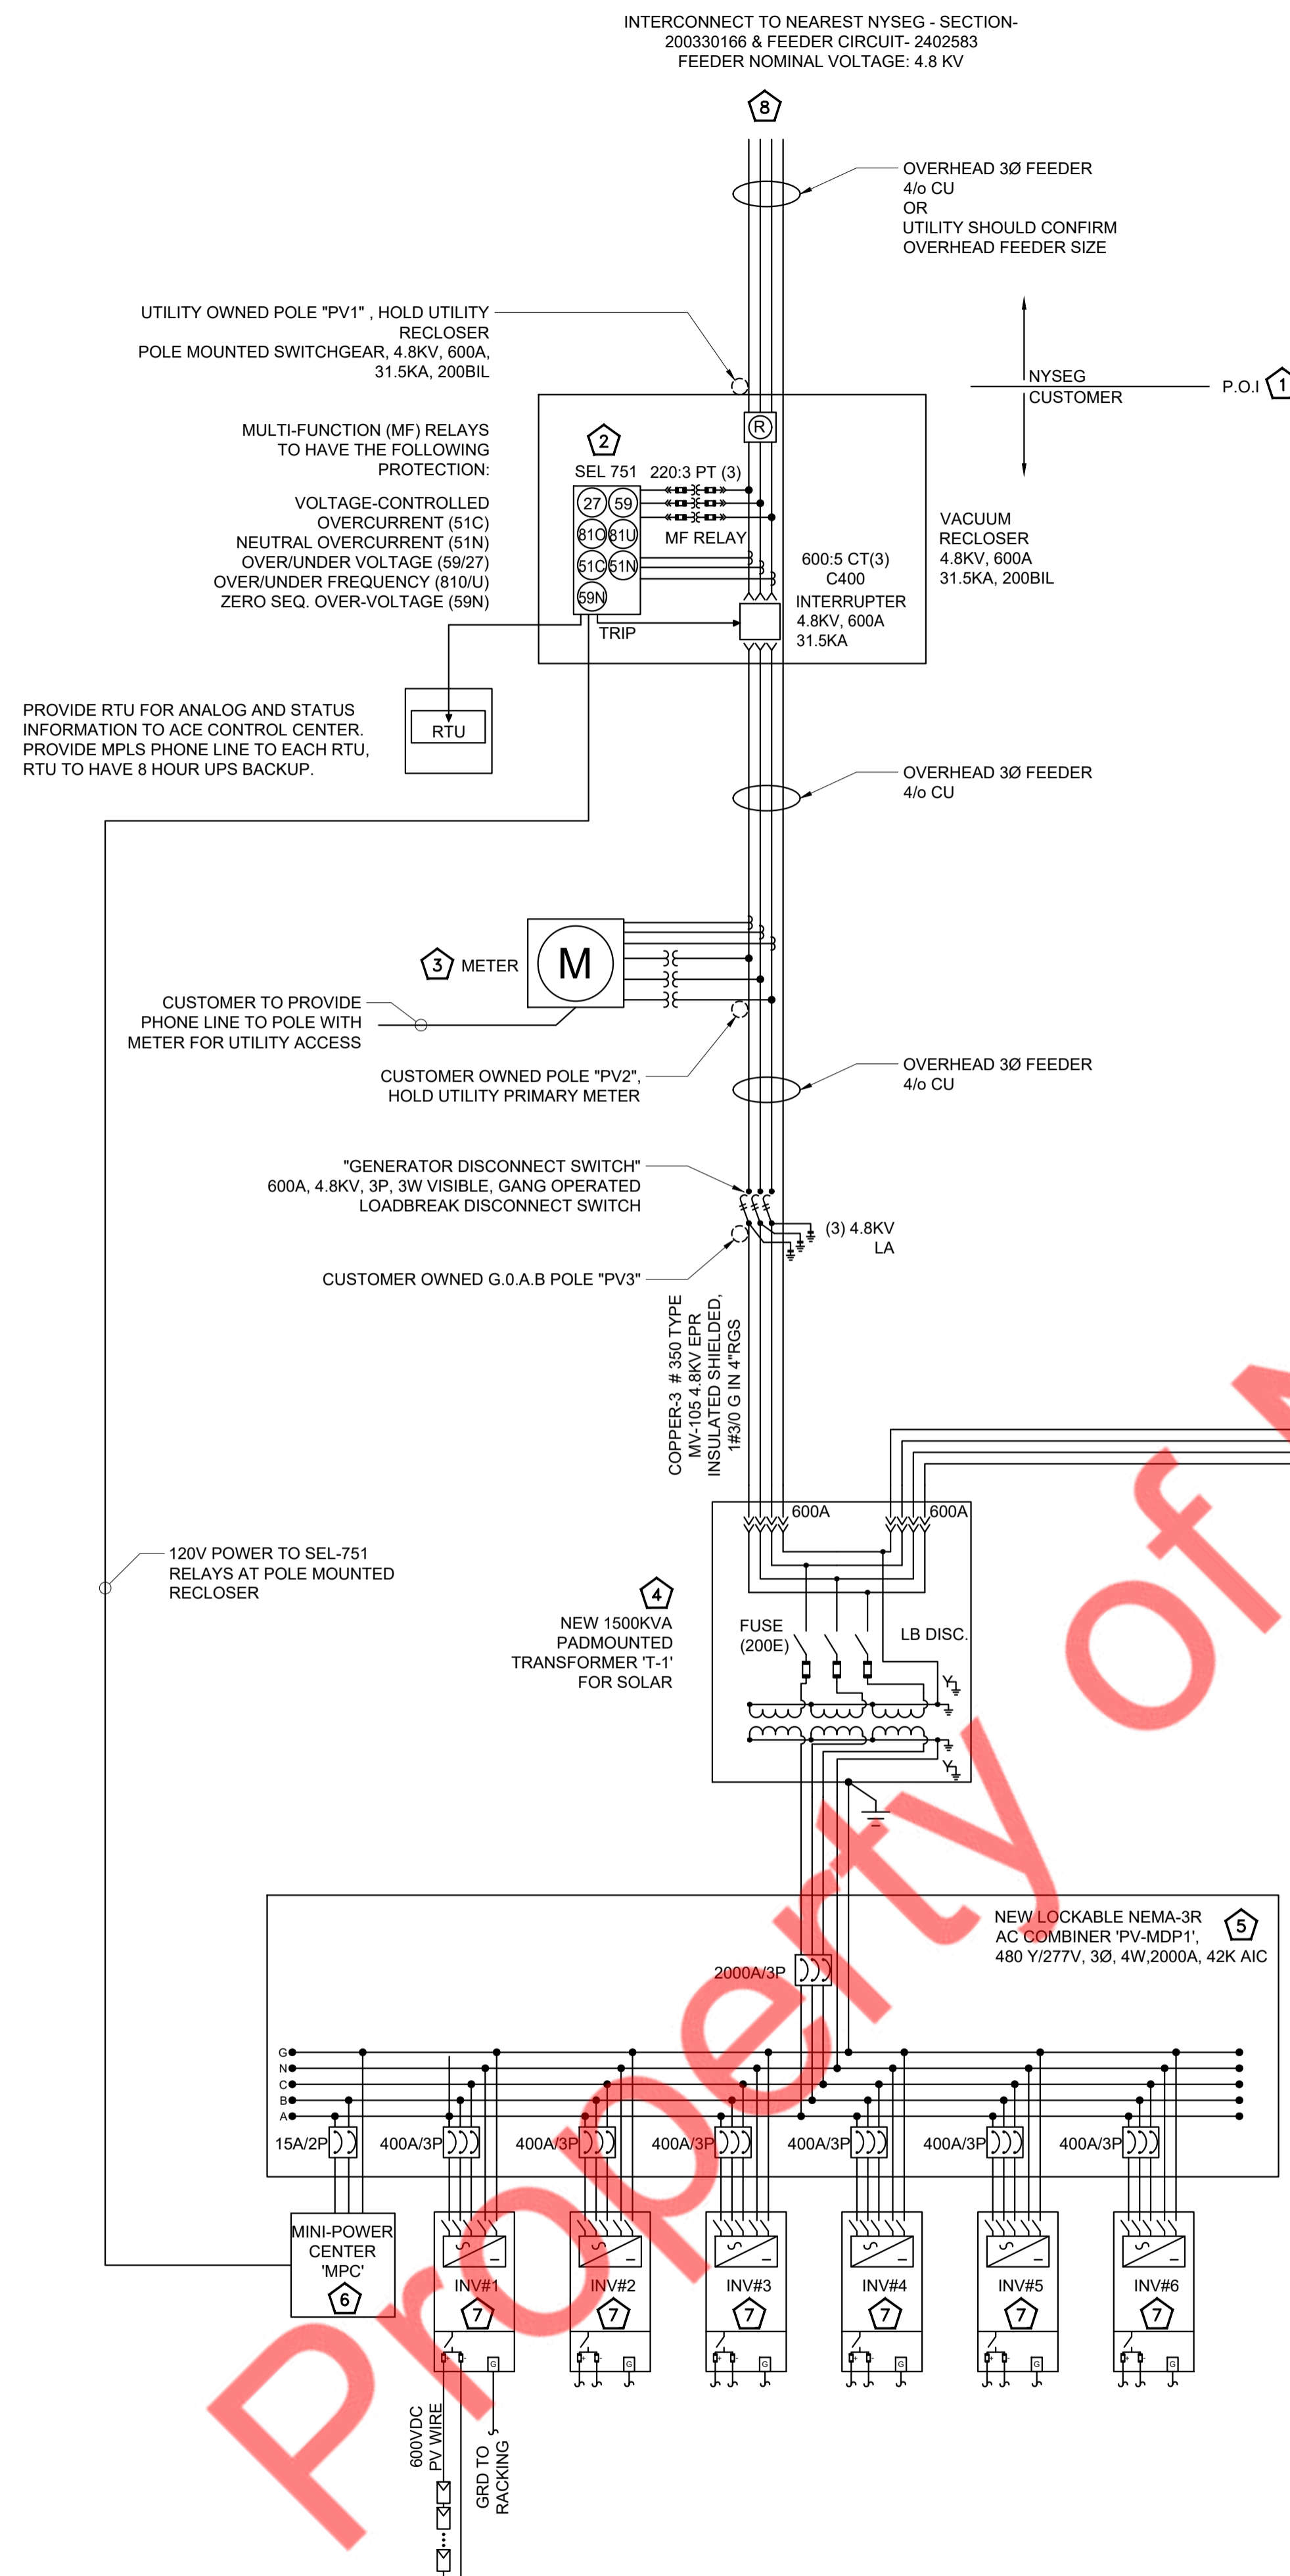 INTERCONNECT TO NEAREST NYSEG - SECTION-
200330166 & FEEDER CIRCUIT- 2402583
FEEDER NOMINAL VOLTAGE: 4.8 KV
8
OVERHEAD 3Ø FEEDER
4/o CU
OR
UTILITY SHOULD CONFIRM
OVERHEAD FEEDER SIZE
UTILITY OWNED POLE "PV1" , HOLD UTILITY
RECLOSER
POLE MOUNTED SWITCHGEAR, 4.8KV, 600A,
31.5KA, 200BIL
NYSEG
CUSTOMER
P.O.I
1
R
MULTI-FUNCTION (MF) RELAYS
TO HAVE THE FOLLOWING
PROTECTION:
VOLTAGE-CONTROLLED
OVERCURRENT (51C)
NEUTRAL OVERCURRENT (51N)
OVER/UNDER VOLTAGE (59/27)
OVER/UNDER FREQUENCY (810/U)
ZERO SEQ. OVER-VOLTAGE (59N)
2
SEL 751
220:3 PT (3)
27
59
81O
81U
51C
51N
59N
MF RELAY
TRIP
600:5 CT(3)
C400
INTERRUPTER
4.8KV, 600A
31.5KA
VACUUM
RECLOSER
4.8KV, 600A
31.5KA, 200BIL
PROVIDE RTU FOR ANALOG AND STATUS
INFORMATION TO ACE CONTROL CENTER.
PROVIDE MPLS PHONE LINE TO EACH RTU,
RTU TO HAVE 8 HOUR UPS BACKUP.
RTU
OVERHEAD 3Ø FEEDER
4/o CU
3
METER
M
CUSTOMER TO PROVIDE
PHONE LINE TO POLE WITH
METER FOR UTILITY ACCESS
CUSTOMER OWNED POLE "PV2",
HOLD UTILITY PRIMARY METER
OVERHEAD 3Ø FEEDER
4/o CU
"GENERATOR DISCONNECT SWITCH"
600A, 4.8KV, 3P, 3W VISIBLE, GANG OPERATED
LOADBREAK DISCONNECT SWITCH
(3) 4.8KV
LA
CUSTOMER OWNED G.0.A.B POLE "PV3"
COPPER-3 # 350 TYPE
MV-105 4.8KV EPR
INSULATED SHIELDED,
1#3/0 G IN 4"RGS
600A
600A
120V POWER TO SEL-751
RELAYS AT POLE MOUNTED
RECLOSER
4
NEW 1500KVA
PADMOUNTED
TRANSFORMER 'T-1'
FOR SOLAR
FUSE
(200E)
LB DISC.
Y
Y
NEW LOCKABLE NEMA-3R
AC COMBINER 'PV-MDP1',
480 Y/277V, 3Ø, 4W,2000A, 42K AIC
5
2000A/3P
G
N
C
B
A
15A/2P
400A/3P
400A/3P
400A/3P
400A/3P
400A/3P
400A/3P
MINI-POWER
CENTER
'MPC'
6
INV#1
INV#2
INV#3
INV#4
INV#5
INV#6
7
7
7
7
7
7
G
G
G
G
G
G
600VDC
PV WIRE
GRD TO
RACKING
Property of